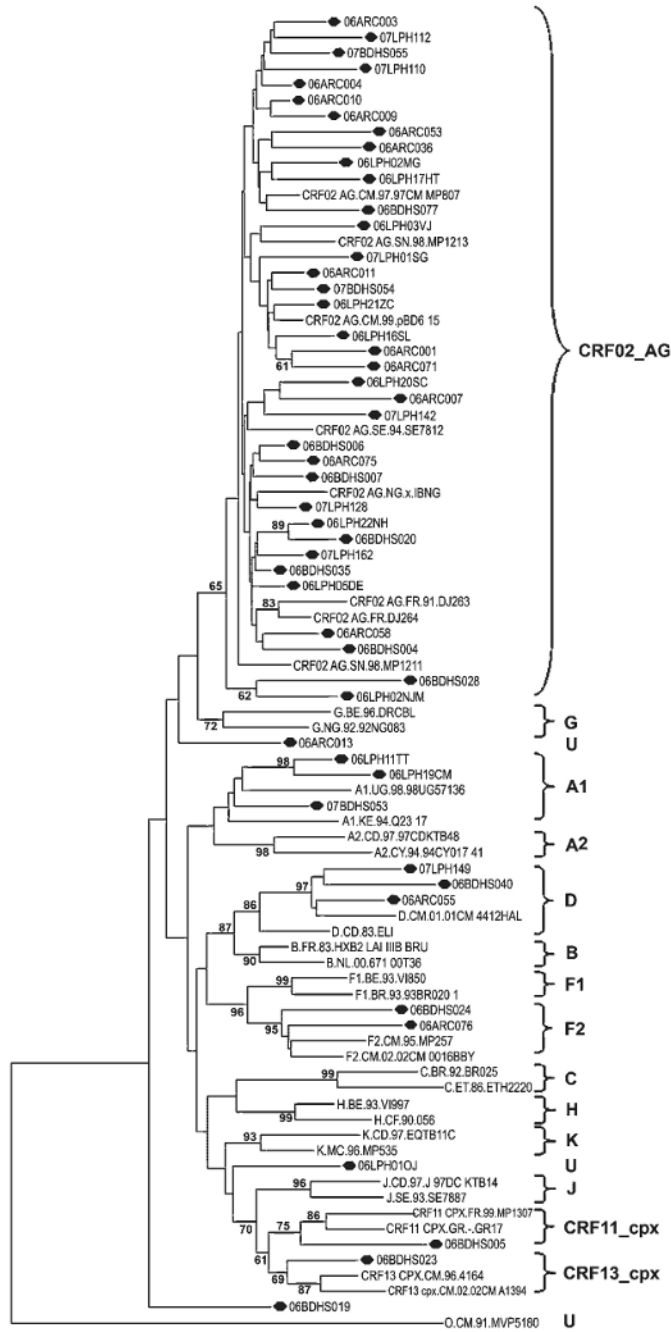 06ARC003
07LPH112
07BDHS055
07LPH110
06ARC004
06ARC010
06ARC009
06ARC053
06ARC036
06LPH02MG
06LPH17HT
CRF02 AG.CM.97.97CM MP807
06BDHS077
06LPH03VJ
CRF02 AG.SN.98.MP1213
07LPH01SG
06ARC011
07BDHS054
06LPH21ZC
CRF02 AG.CM.99.pBD6 15
06LPH16SL
06ARC001
61
06ARC071
CRF02_AG
06LPH20SC
06ARC007
07LPH142
CRF02 AG.SE.94.SE7812
06BDHS006
06ARC075
06BDHS007
CRF02 AG.NG.x.IBNG
07LPH128
06LPH22NH
89
06BDHS020
07LPH162
06BDHS035
06LPH05DE
65
83
CRF02 AG.FR.91.DJ263
CRF02 AG.FR.DJ264
06ARC058
06BDHS004
CRF02 AG.SN.98.MP1211
06BDHS028
62
06LPH02NJM
G.BE.96.DRCBL
72
G.NG.92.92NG083
G
06ARC013
U
98
06LPH11TT
06LPH19CM
A1.UG.98.98UG57136
07BDHS053
A1.KE.94.Q23 17
A1
A2.CD.97.97CDKTB48
98
A2.CY.94.94CY017 41
A2
07LPH149
97
06BDHS040
86
06ARC055
D.CM.01.01CM 4412HAL
D.CD.83.ELI
D
87
B.FR.83.HXB2 LAI IIIB BRU
90
B.NL.00.671 00T36
B
99
F1.BE.93.VI850
F1.BR.93.93BR020 1
F1
96
06BDHS024
95
06ARC076
F2.CM.95.MP257
F2.CM.02.02CM 0016BBY
F2
99
C.BR.92.BR025
C.ET.86.ETH2220
C
H.BE.93.VI997
99
H.CF.90.056
H
93
K.CD.97.EQTB11C
K.MC.96.MP535
K
06LPH01OJ
U
96
J.CD.97.J 97DC KTB14
J.SE.93.SE7887
J
70
86
CRF11 CPX.FR.99.MP1307
75
CRF11 CPX.GR.-.GR17
06BDHS005
CRF11_cpx
61
06BDHS023
69
CRF13 CPX.CM.96.4164
87
CRF13 cpx.CM.02.02CM A1394
CRF13_cpx
06BDHS019
O.CM.91.MVP5180
U